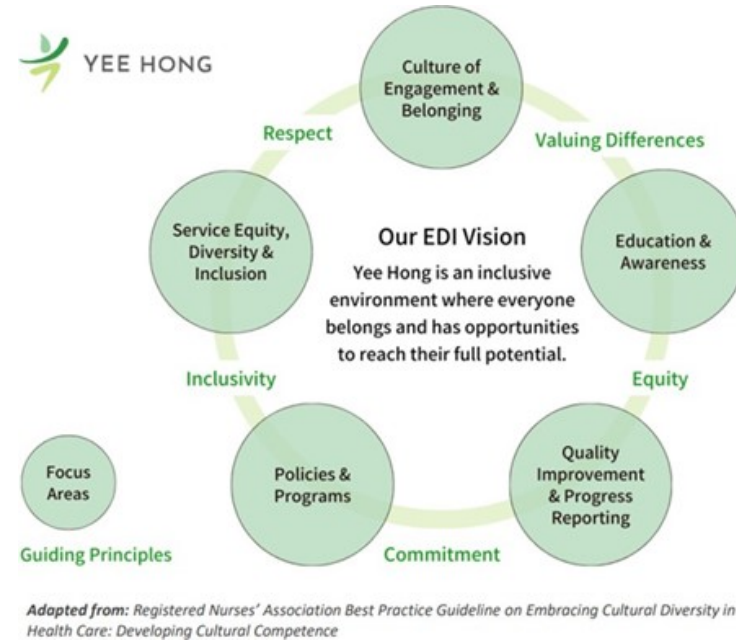 YEE HONG
Culture of
Engagement &
Belonging
Respect
Valuing Differences
Service Equity,
Diversity &
Inclusion
Our EDI Vision
Yee Hong is an inclusive
environment where everyone
belongs and has opportunities
to reach their full potential.
Education &
Awareness
Inclusivity
Equity
Policies &
Programs
Quality
Improvement
& Progress
Reporting
Focus
Areas
Guiding Principles
Commitment
Adapted from: Registered Nurses' Association Best Practice Guideline on Embracing Cultural Diversity in
Health Care: Developing Cultural Competence